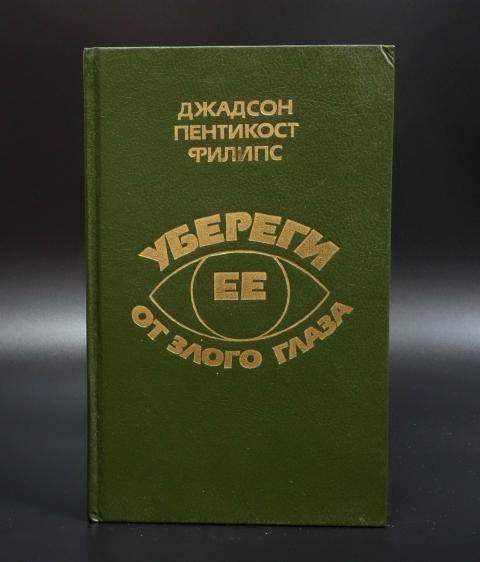 ДЖАДСОН
ПЕНТИКОСТ
ФИЛИПС
УБЕРЕГИ
ЕЕ
ОТ ЗЛОГО ГЛАЗА